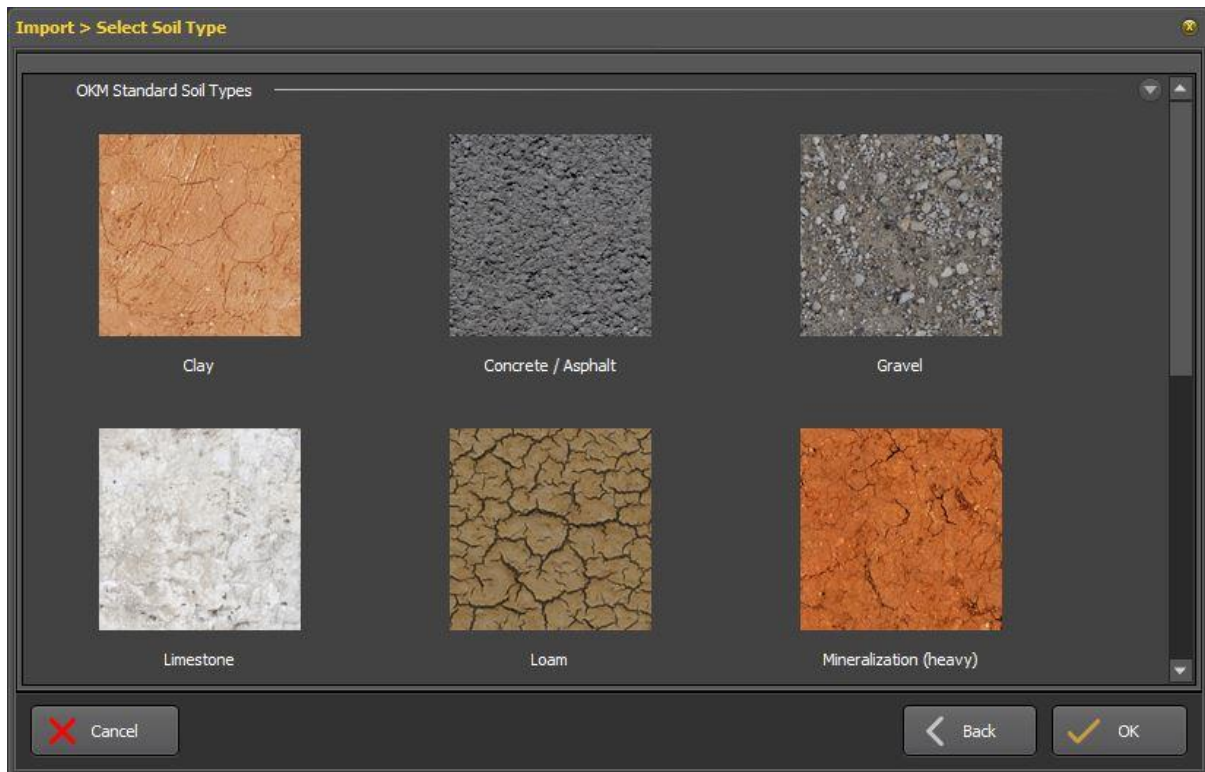 Import > Select Soil Type
OKM Standard Soil Types
Clay
Concrete / Asphalt
Gravel
Limestone
Loam
Mineralization (heavy)
Cancel
Back
OK